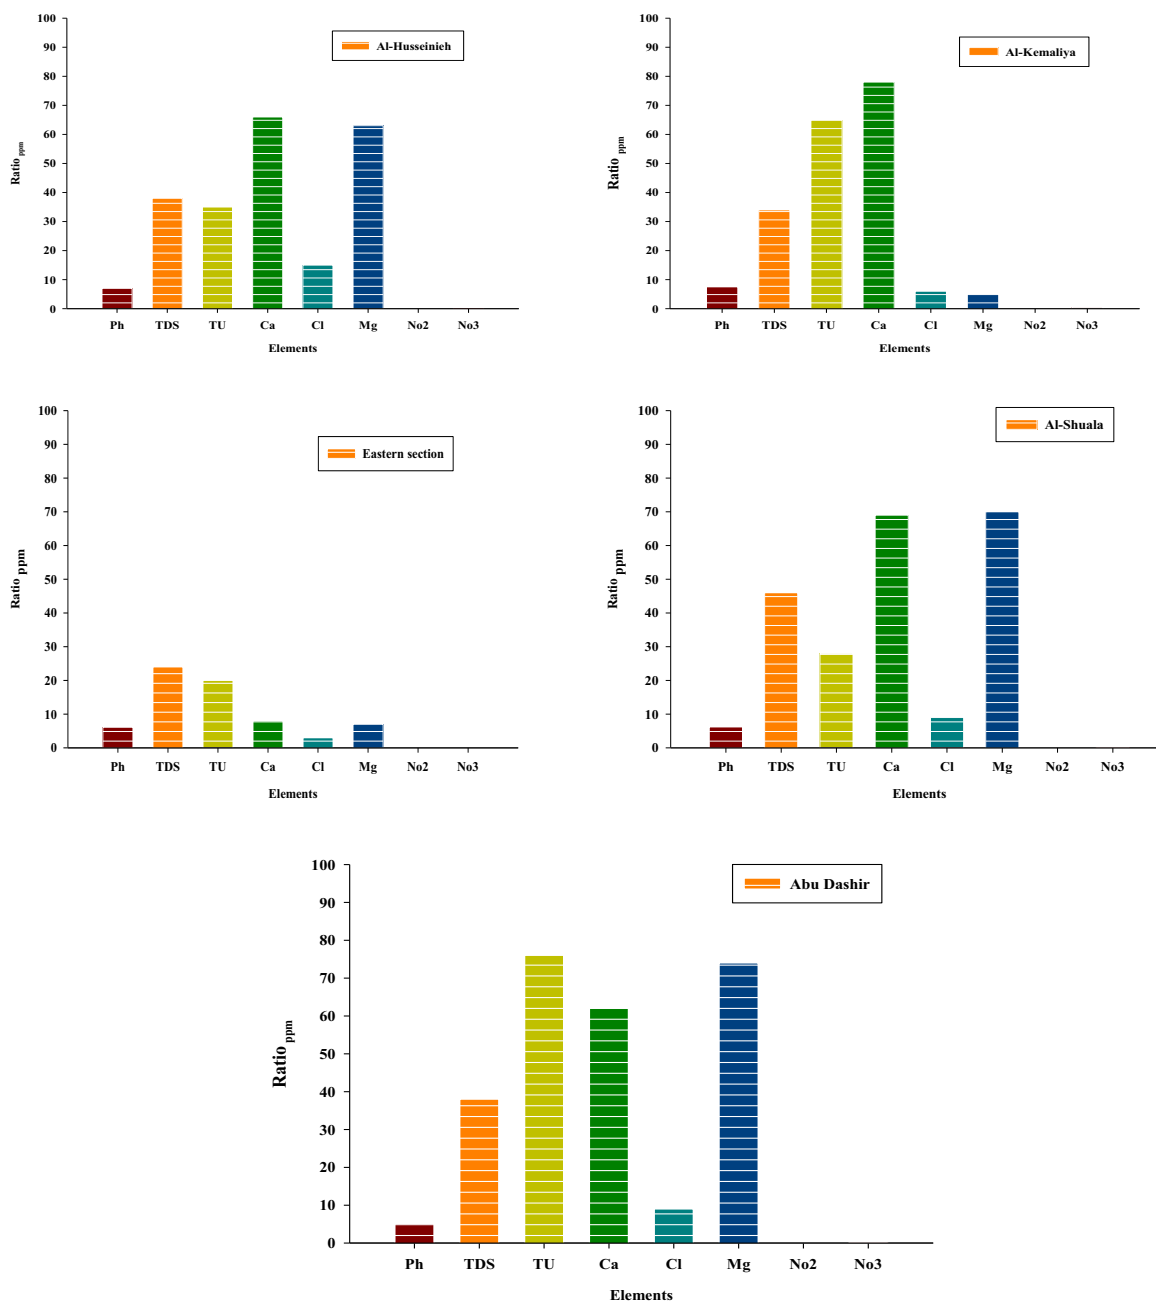 Al-Husseinieh
100
90
80
70
60
50
40
30
20
10
0
Ratio ppm
Ph TDS TU Ca Cl Mg No2 No3
Elements
Al-Kemaliya
100
90
80
70
60
50
40
30
20
10
0
Ratio ppm
Ph TDS TU Ca Cl Mg No2 No3
Elements
Eastern section
100
90
80
70
60
50
40
30
20
10
0
Ratio ppm
Ph TDS TU Ca Cl Mg No2 No3
Elements
Al-Shuala
100
90
80
70
60
50
40
30
20
10
0
Ratio ppm
Ph TDS TU Ca Cl Mg No2 No3
Elements
Abu Dashir
100
90
80
70
60
50
40
30
20
10
0
Ratio ppm
Ph TDS TU Ca Cl Mg No2 No3
Elements